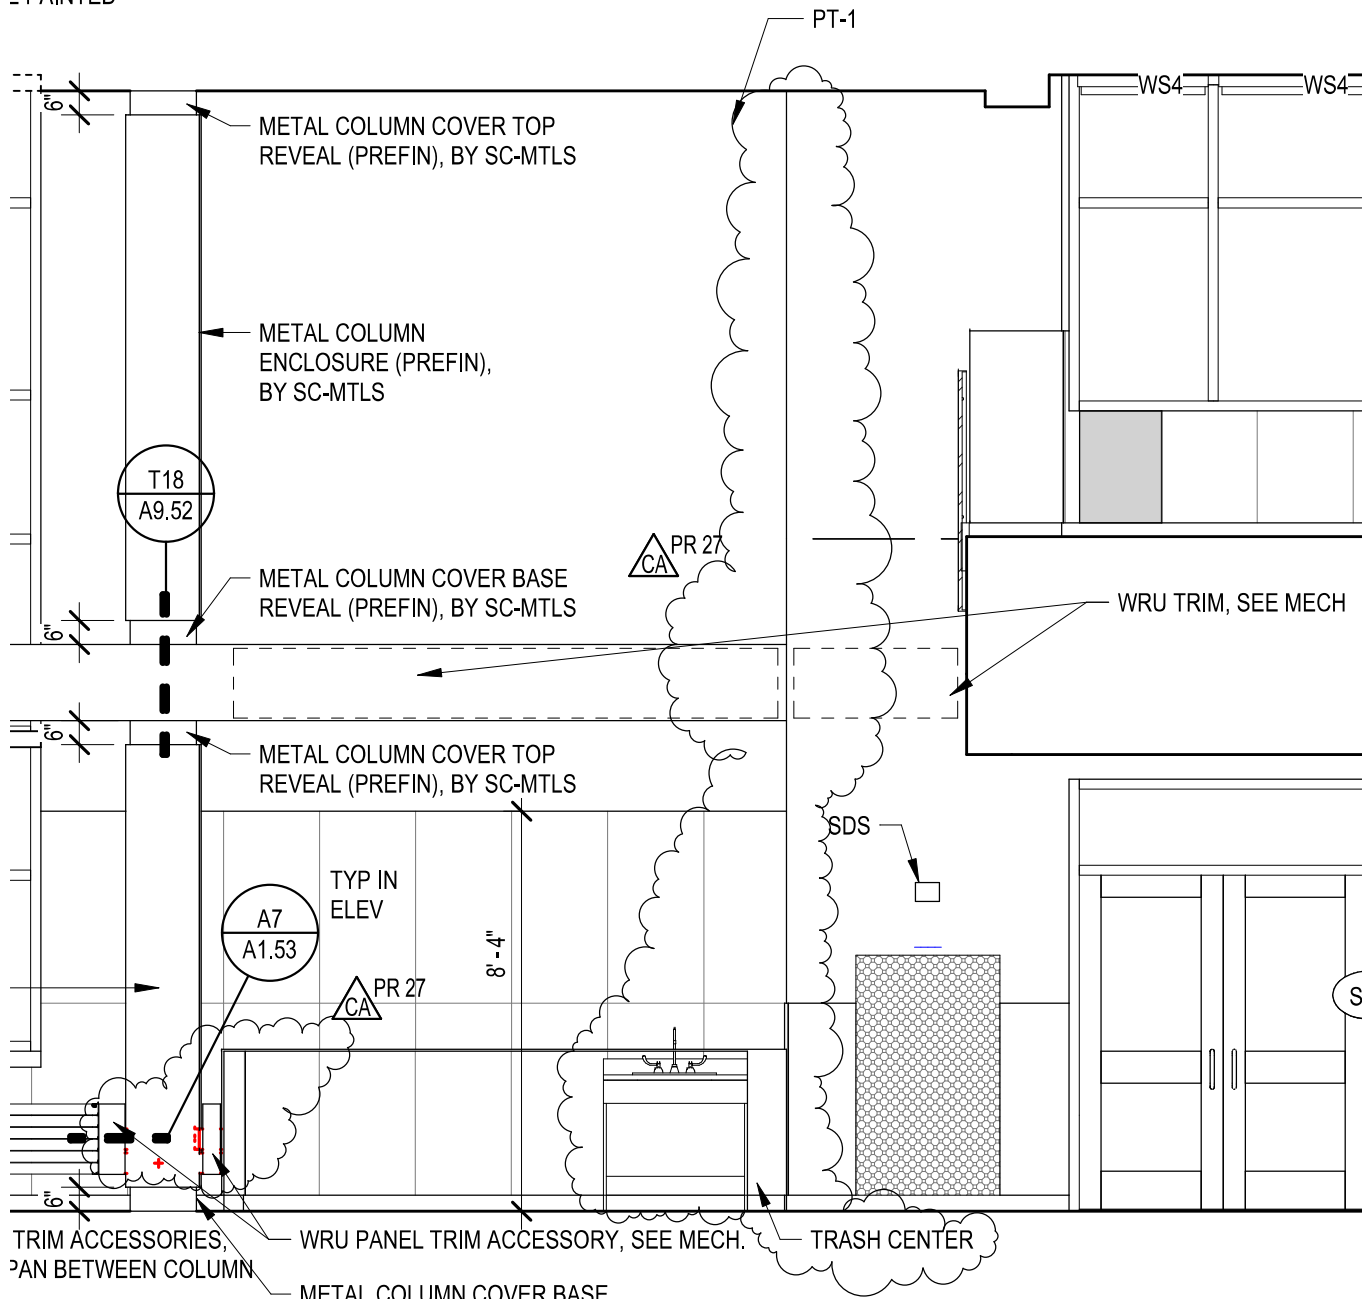 PT-1
WS4
WS4
6"
METAL COLUMN COVER TOP
REVEAL (PREFIN), BY SC-MTLS
METAL COLUMN
ENCLOSURE (PREFIN),
BY SC-MTLS
T18
A9.52
CA
PR 27
METAL COLUMN COVER BASE
REVEAL (PREFIN), BY SC-MTLS
6"
WRU TRIM, SEE MECH
6"
METAL COLUMN COVER TOP
REVEAL (PREFIN), BY SC-MTLS
SDS
TYP IN
ELEV
A7
A1.53
8' - 4"
CA
PR 27
S
6"
TRIM ACCESSORIES,
PAN BETWEEN COLUMN
WRU PANEL TRIM ACCESSORY, SEE MECH.
TRASH CENTER
METAL COLUMN COVER BASE